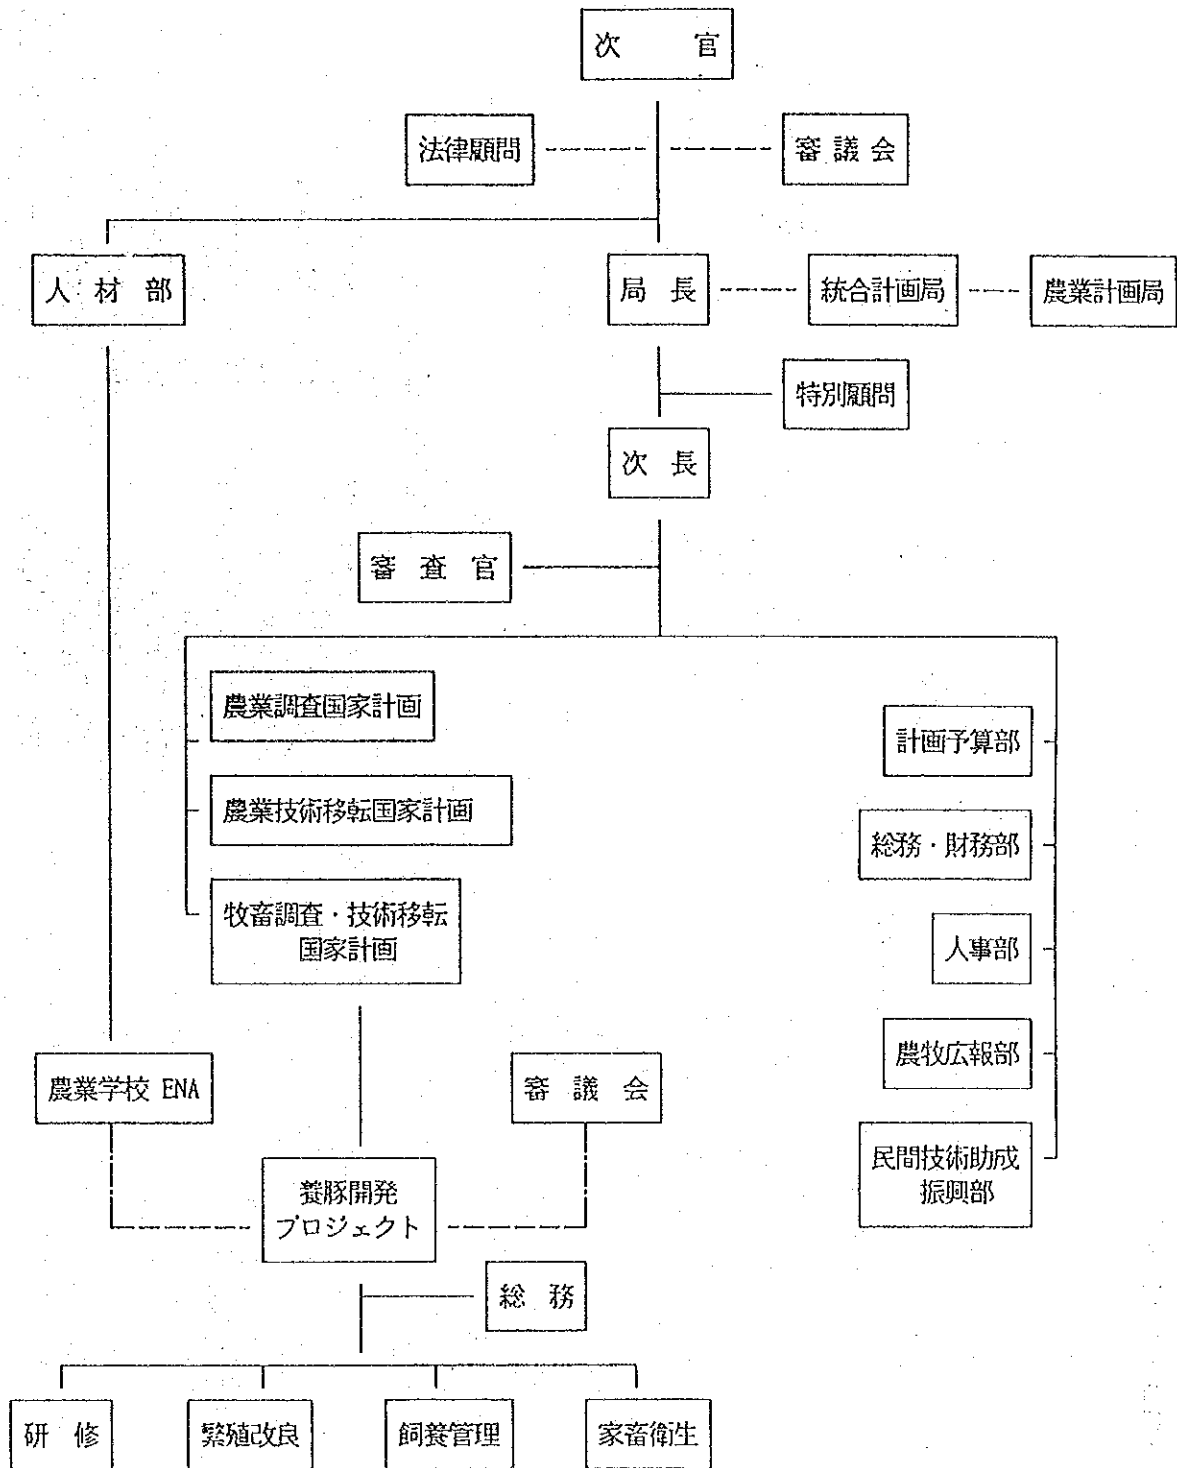 次 官
法律顧問
審 議 会
人 材 部
局 長
統合計画局
農業計画局
特別顧問
次 長
審 査 官
農業調査国家計画
計画予算部
農業技術移転国家計画
総務・財務部
牧畜調査・技術移転
国家計画
人事部
農業学校 ENA
審 議 会
農牧広報部
養豚開発
プロジェクト
民間技術助成
振興部
総 務
研 修
繁殖改良
飼養管理
家畜衛生